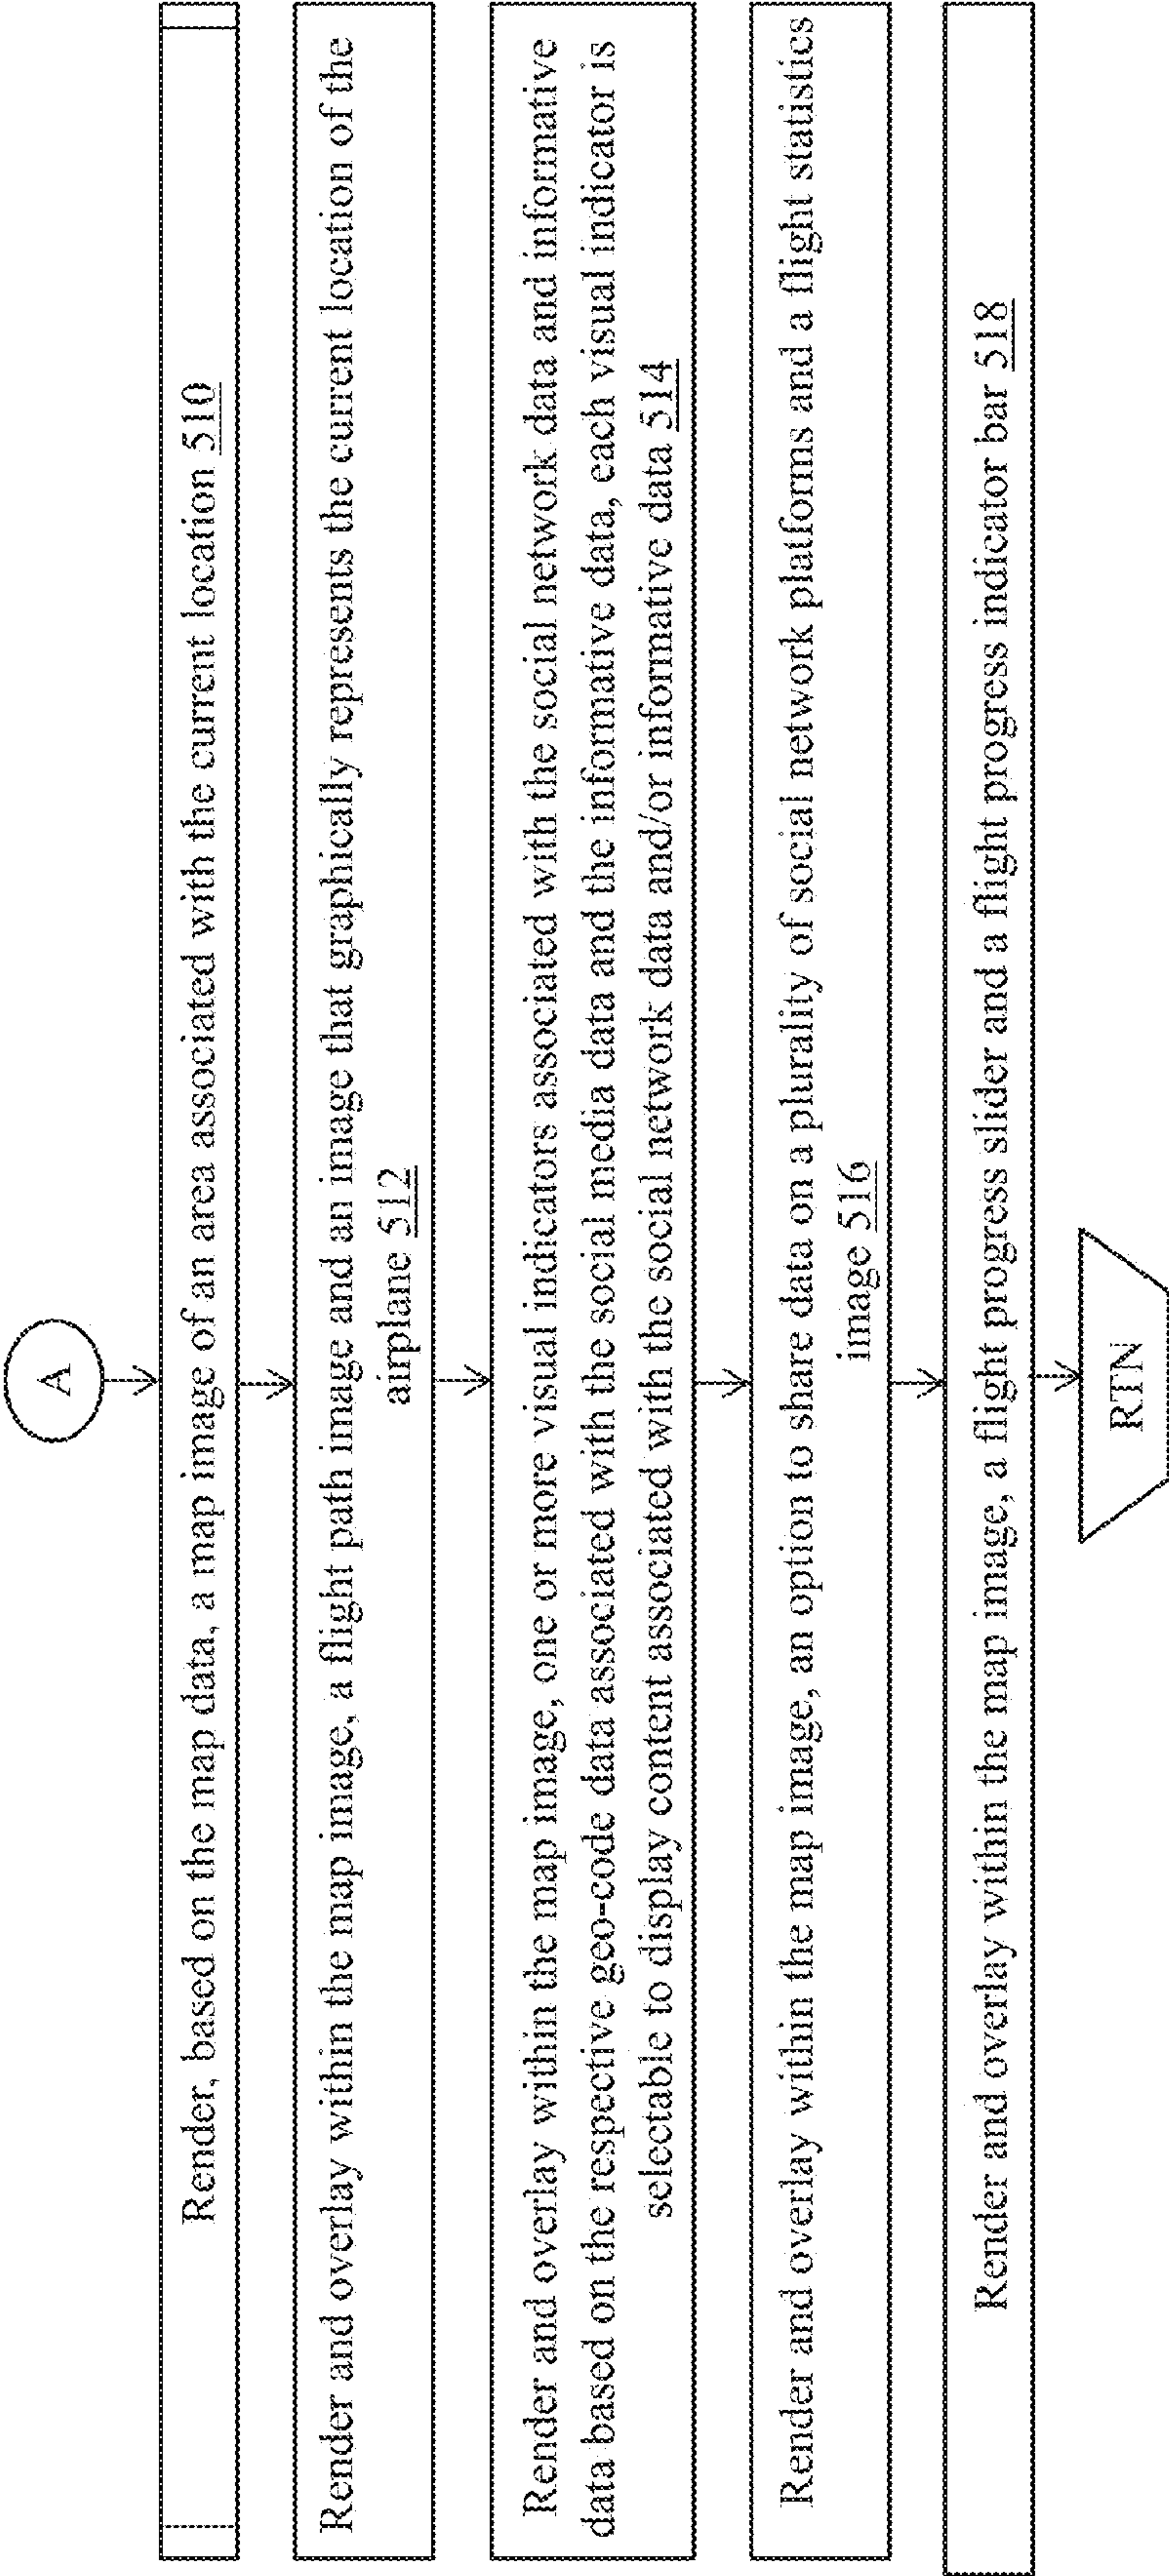 A
Render, based on the map data, a map image of an area associated with the current location 510
Render and overlay within the map image, a flight path image and an image that graphically represents the current location of the
airplane 512
Render and overlay within the map image, one or more visual indicators associated with the social network data and informative
data based on the respective geo-code data associated with the social media data and the informative data, each visual indicator is
selectable to display content associated with the social network data and/or informative data 514
Render and overlay within the map image, an option to share data on a plurality of social network platforms and a flight statistics
image 516
Render and overlay within the map image, a flight progress slider and a flight progress indicator bar 518
RTN